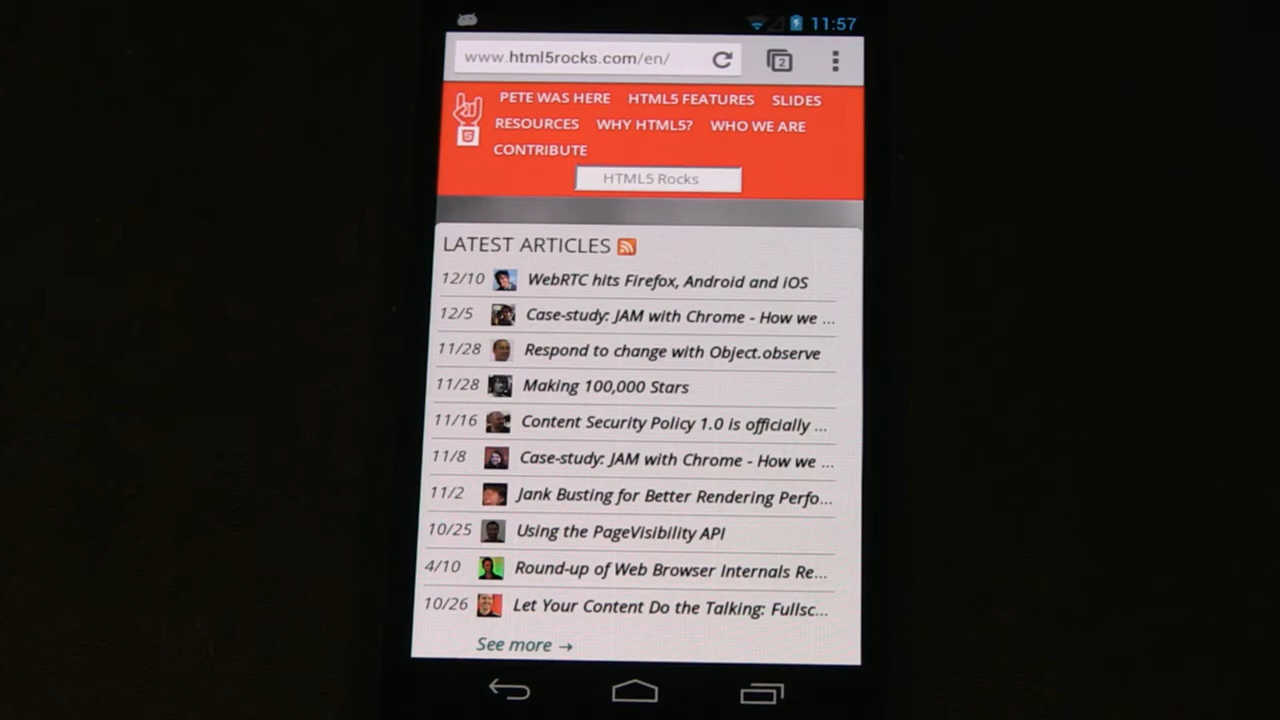 11:57
www.html5rocks.com/en/
2
PETE WAS HERE HTML5 FEATURES SLIDES
RESOURCES WHY HTML5? WHO WE ARE
CONTRIBUTE
5
HTML5 Rocks
LATEST ARTICLES
12/10 WebRTC hits Firefox, Android and iOS
12/5 Case-study: JAM with Chrome - How we ...
11/28 Respond to change with Object.observe
11/28 Making 100,000 Stars
11/16 Content Security Policy 1.0 is officially ...
11/8 Case-study: JAM with Chrome - How we ...
11/2 Jank Busting for Better Rendering Perfo...
10/25 Using the PageVisibility API
4/10 Round-up of Web Browser Internals Re...
10/26 Let Your Content Do the Talking: Fullsc...
See more →